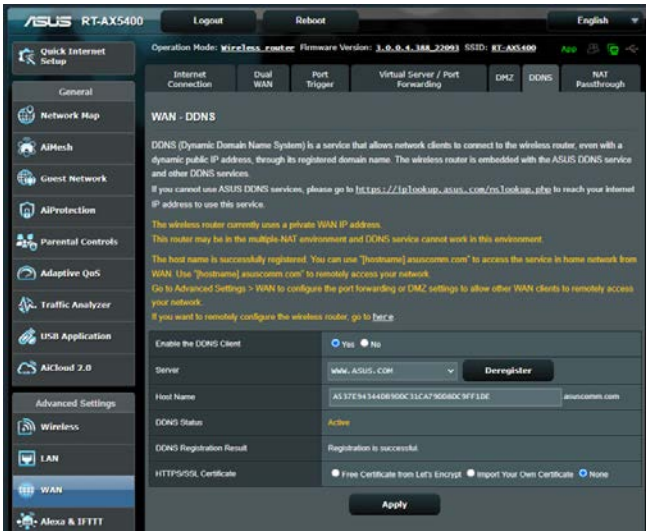 ASUS RT-AX5400 Logout Reboot English
Quick Internet Setup
General
Network Map
AiMesh
Guest Network
AiProtection
Parental Controls
Adaptive QoS
Traffic Analyzer
USB Application
AiCloud 2.0
Advanced Settings
Wireless
LAN
WAN
Alexa & IFTTT
Operation Mode: Wireless router Firmware Version: 3.0.0.4.388_22093 SSID: RT-AX5400 App
Internet Connection Dual WAN Port Trigger Virtual Server / Port Forwarding DMZ DDNS NAT Passthrough
WAN - DDNS
DDNS (Dynamic Domain Name System) is a service that allows network clients to connect to the wireless router, even with a
dynamic public IP address, through its registered domain name. The wireless router is embedded with the ASUS DDNS service
and other DDNS services.
If you cannot use ASUS DDNS services, please go to https://iplookup.asus.com/nslookup.php to reach your internet
IP address to use this service.
The wireless router currently uses a private WAN IP address.
This router may be in the multiple-NAT environment and DDNS service cannot work in this environment.
The host name is successfully registered. You can use "[hostname].asuscomm.com" to access the service in home network from
WAN. Use "[hostname].asuscomm.com" to remotely access your network
Go to Advanced Settings > WAN to configure the port forwarding or DMZ settings to allow other WAN clients to remotely access
your network.
If you want to remotely configure the wireless router, go to here.
Enable the DDNS Client Yes No
Server WWW.ASUS.COM Deregister
Host Name .asuscomm.com
DDNS Status Active
DDNS Registration Result Registration is successful.
HTTPS/SSL Certificate Free Certificate from Let's Encrypt Import Your Own Certificate None
Apply